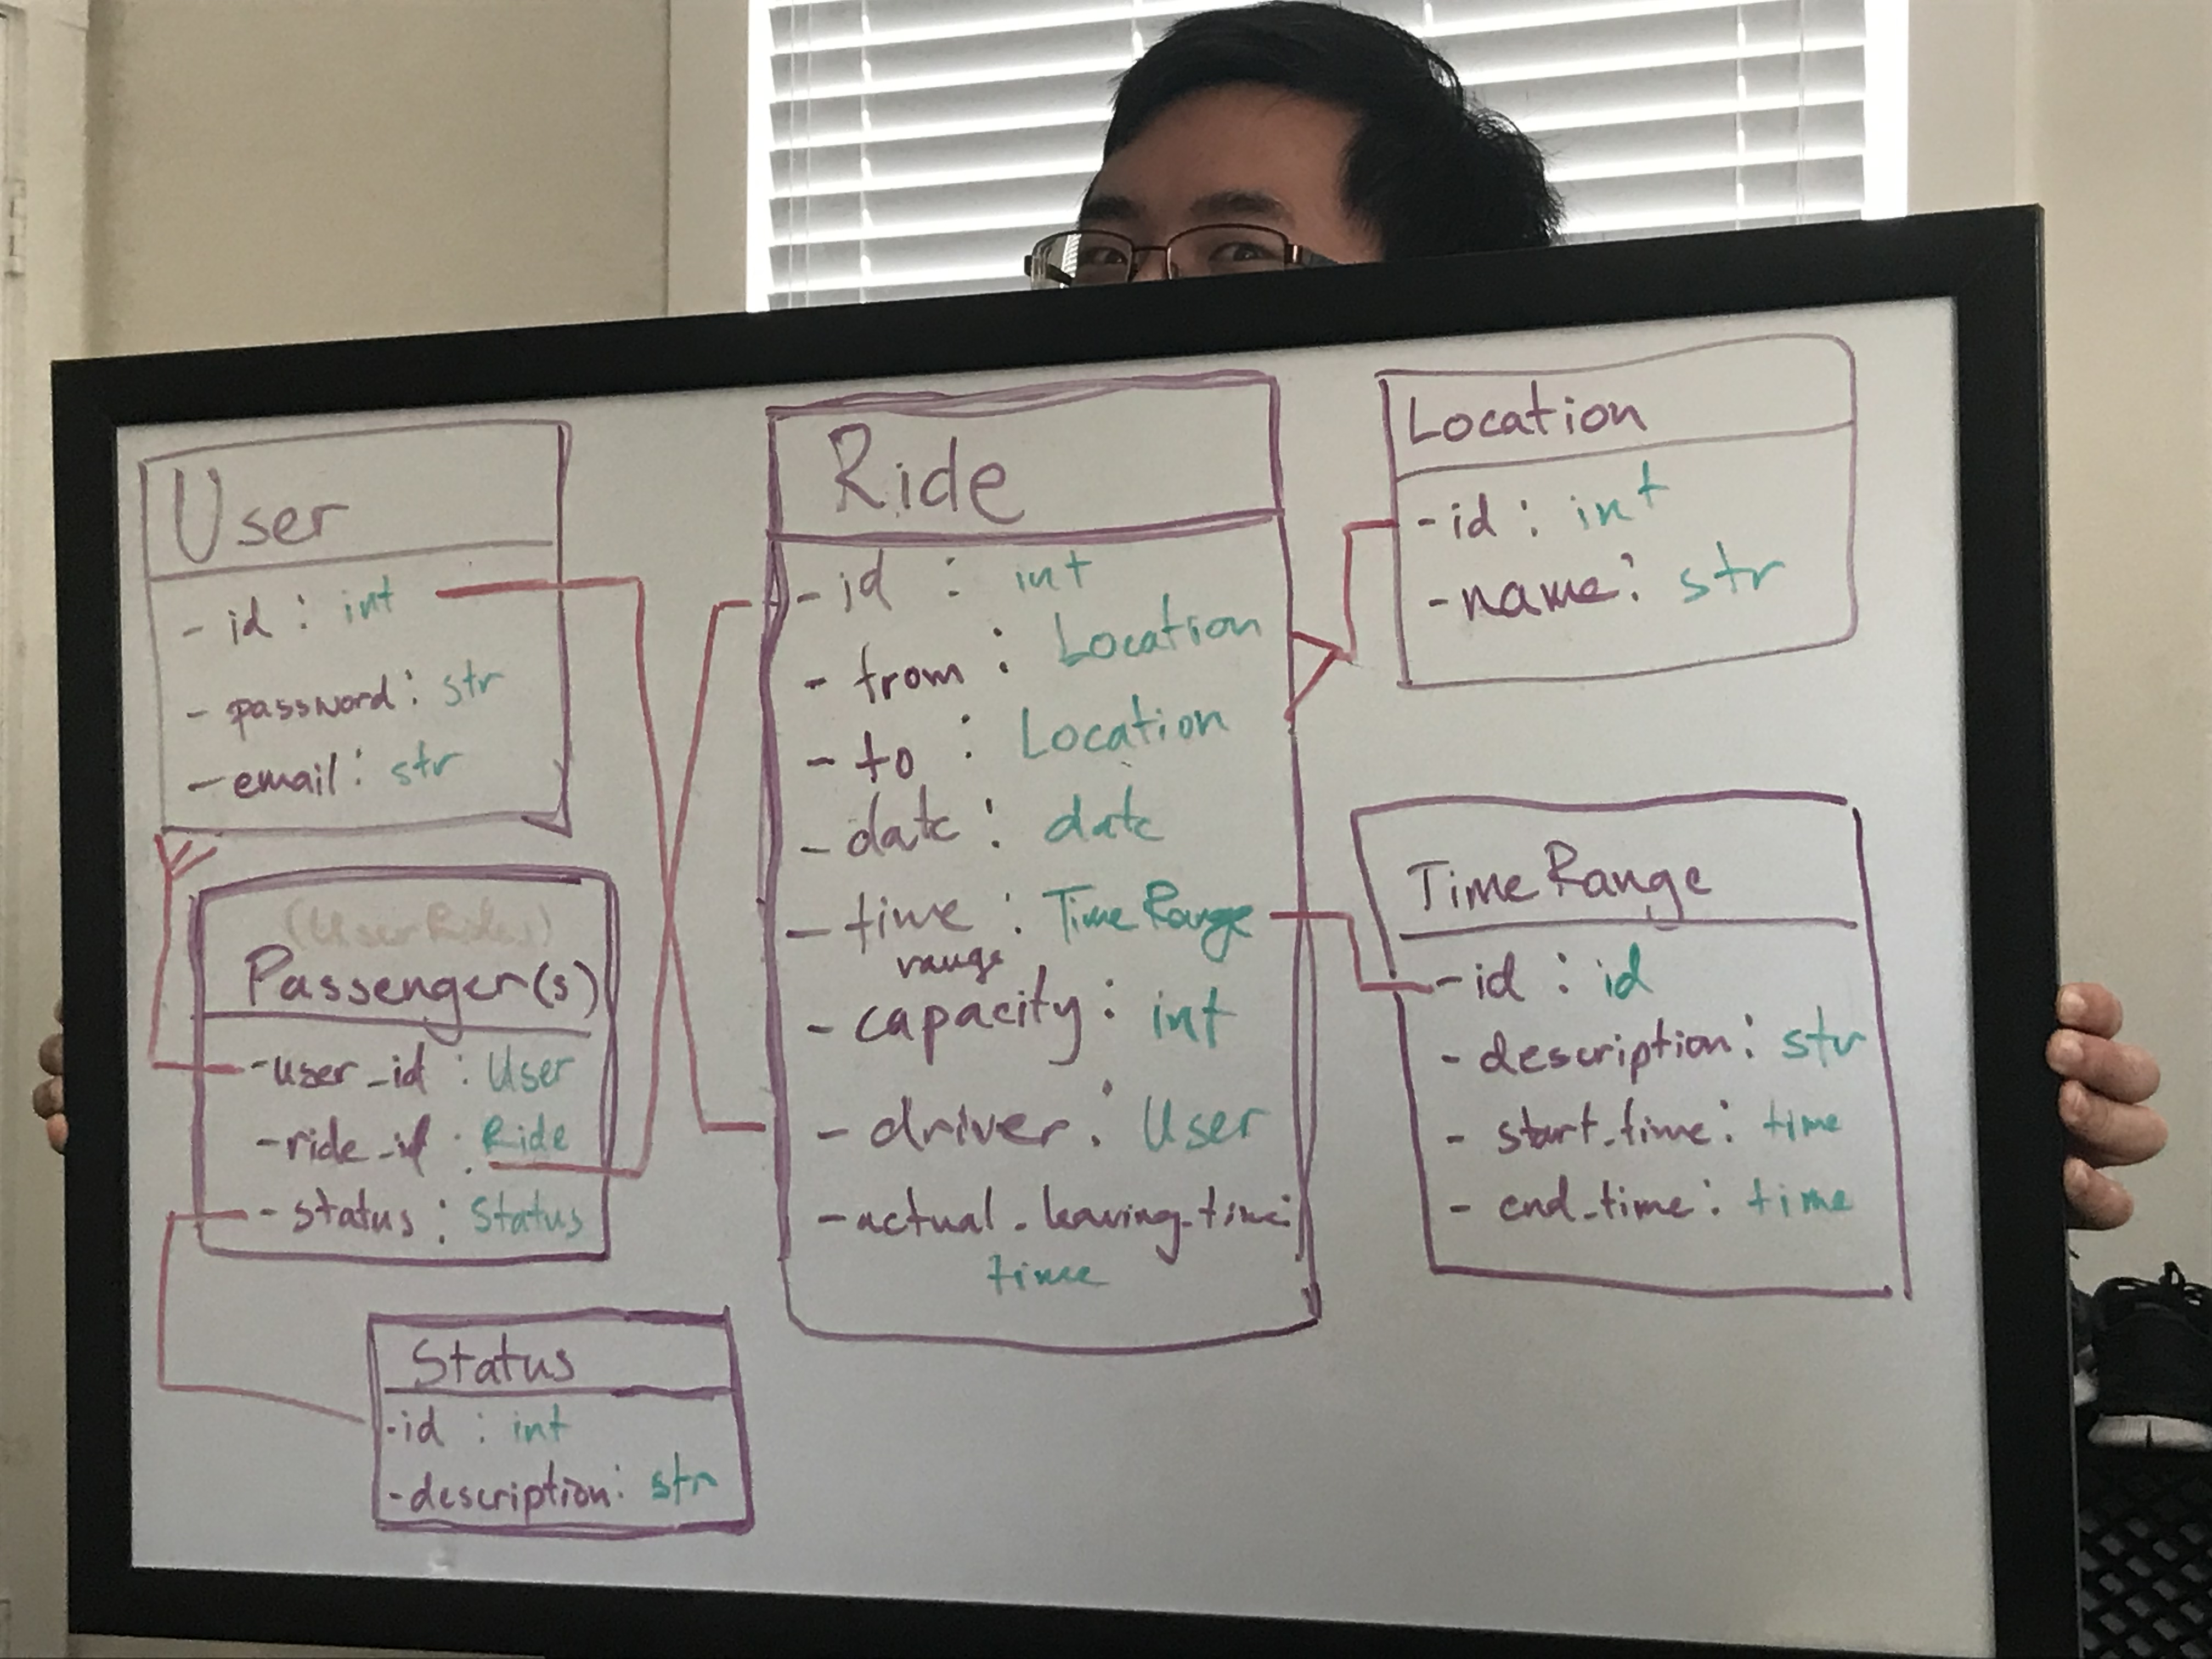 User
- id : int
- password : str
- email : str
(UserRides)
Passenger(s)
- user_id : User
- ride_id : Ride
- status : Status
Status
- id : int
- description : str
Ride
- id : int
- from : Location
- to : Location
- date : date
- time : TimeRange
range
- capacity : int
- driver : User
- actual_leaving_time:
time
Location
- id : int
- name : str
TimeRange
- id : id
- description : str
- start_time : time
- end_time : time